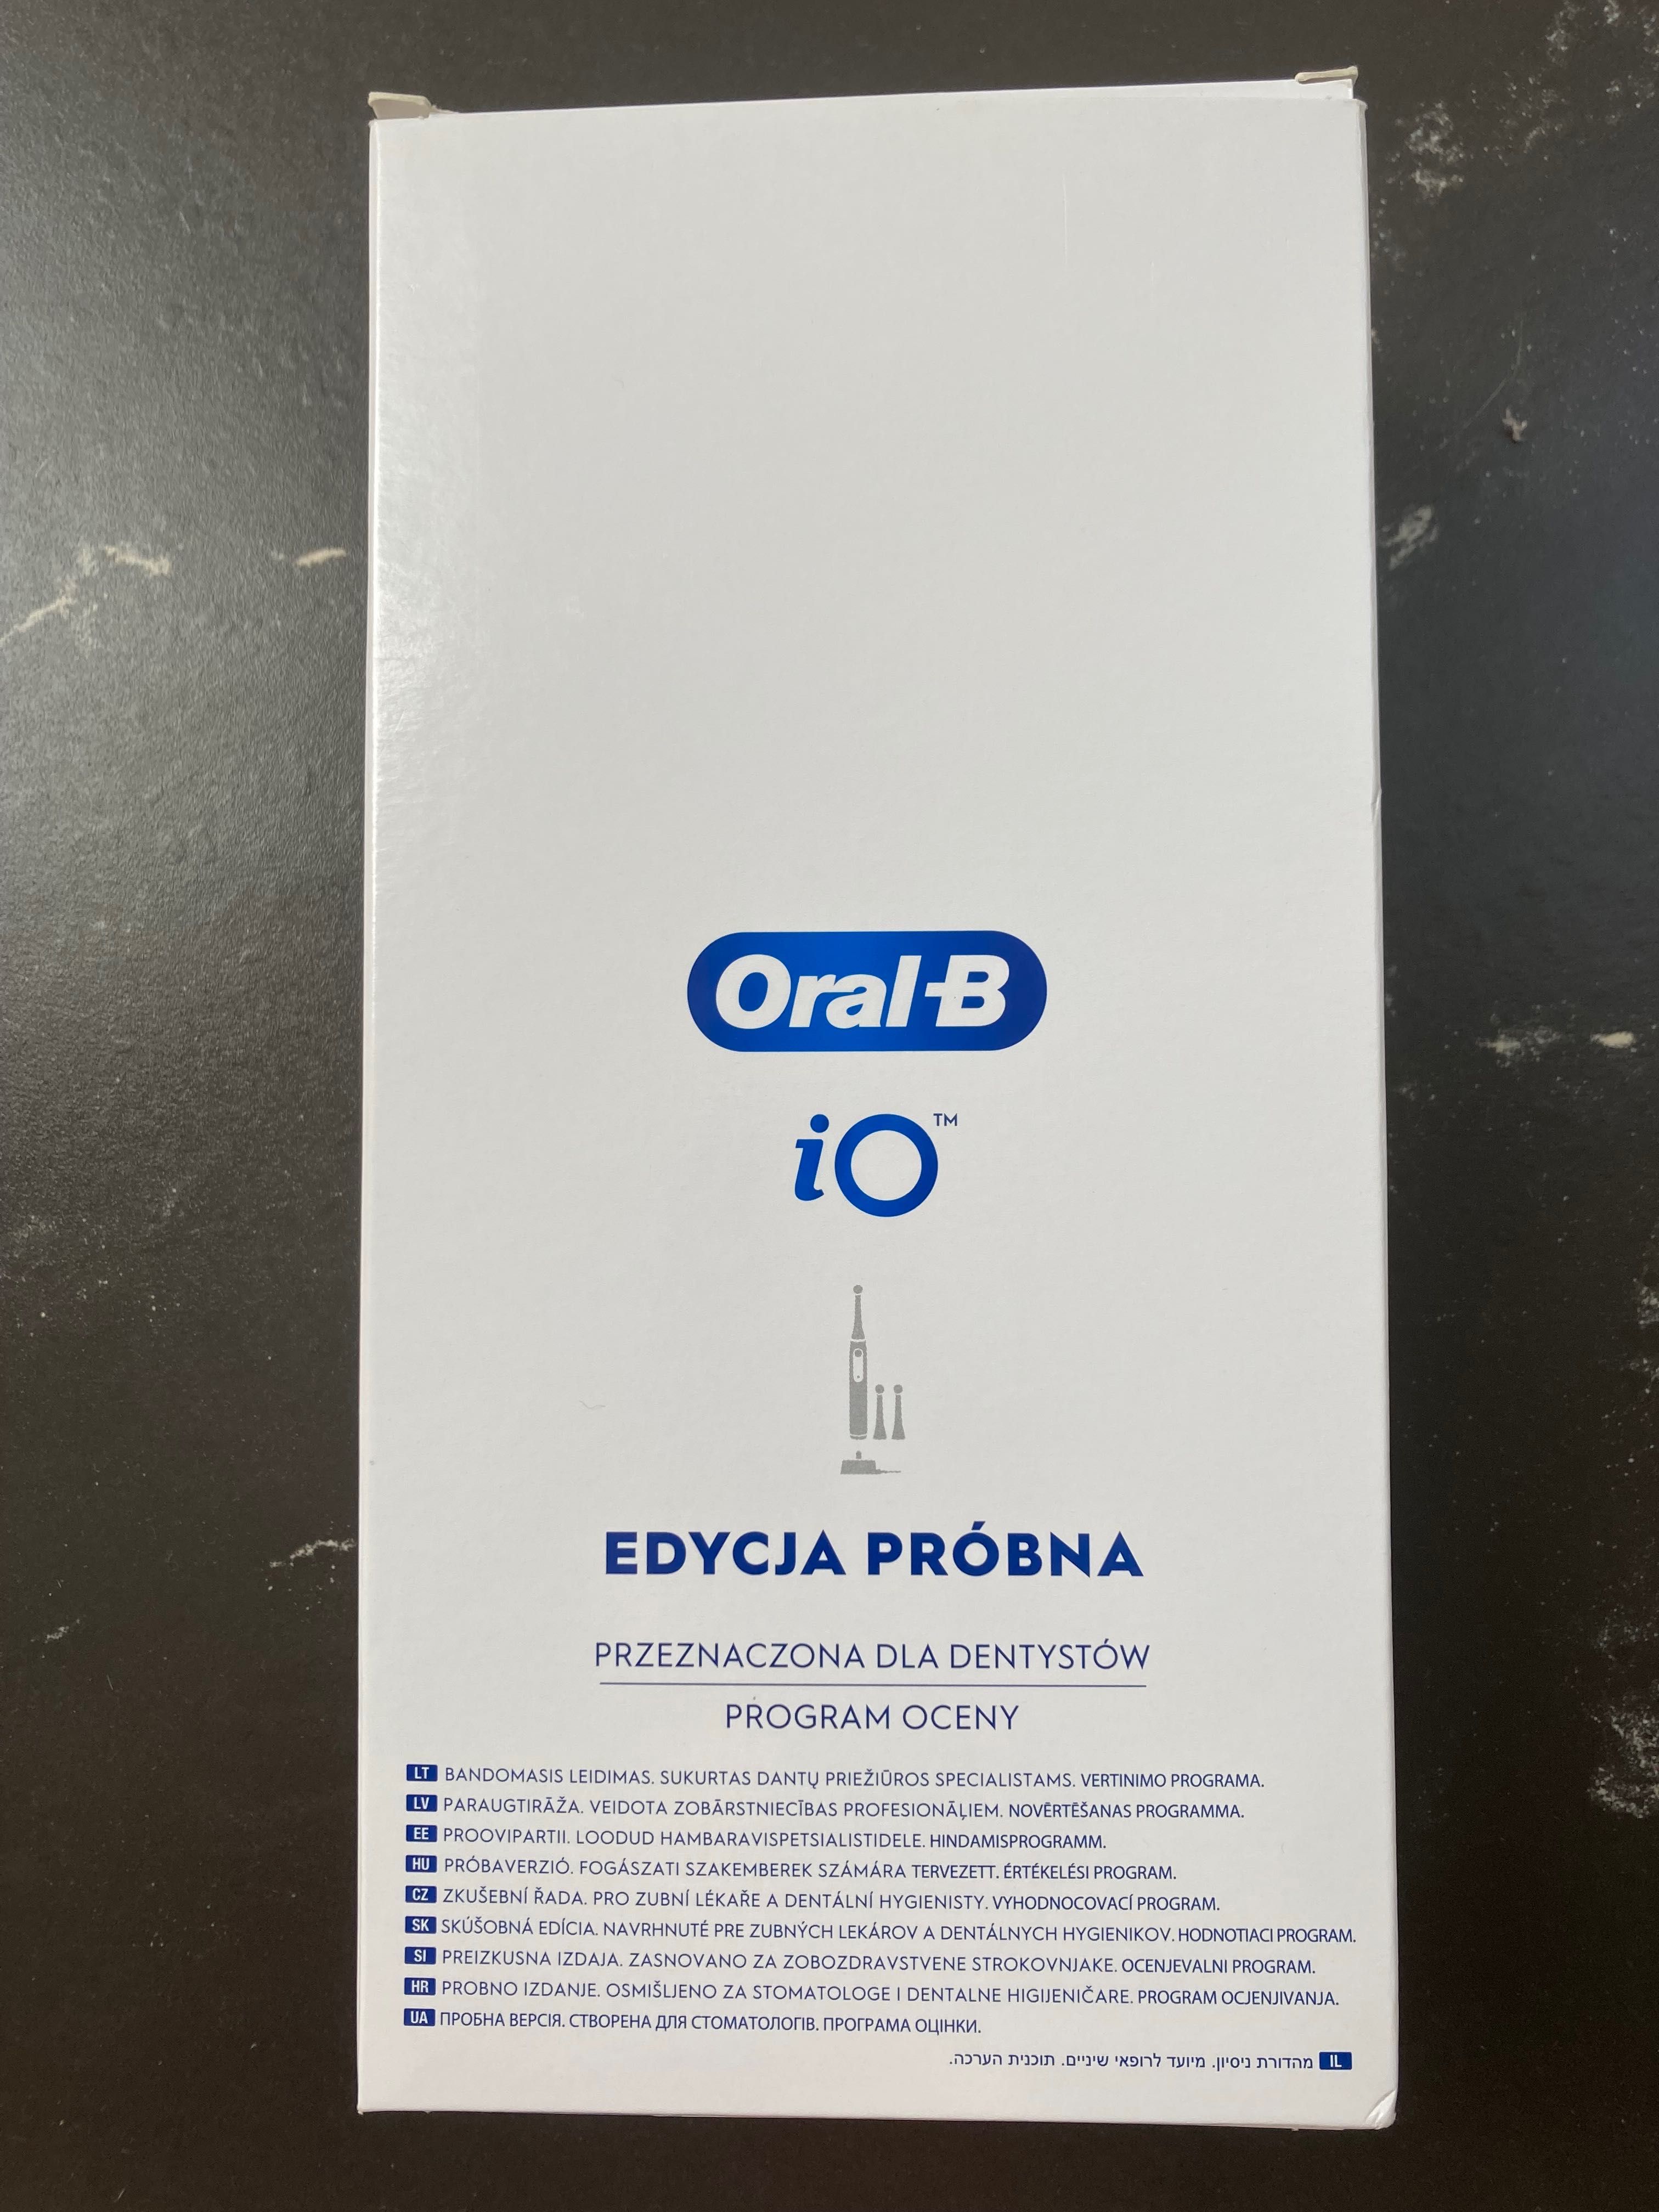 Oral-B
iO™
EDYCJA PRÓBNA
PRZEZNACZONA DLA DENTYSTÓW
PROGRAM OCENY
LT BANDOMASIS LEIDIMAS. SUKURTAS DANTŲ PRIEŽIŪROS SPECIALISTAMS. VERTINIMO PROGRAMA.
LV PARAUGTIRĀŽA. VEIDOTA ZOBĀRSTNIECĪBAS PROFESIONĀĻIEM. NOVĒRTĒŠANAS PROGRAMMA.
EE PROOVIPARTII. LOODUD HAMBARAVISPETSIALISTIDELE. HINDAMISPROGRAMM.
HU PRÓBAVERZIÓ. FOGÁSZATI SZAKEMBEREK SZÁMÁRA TERVEZETT. ÉRTÉKELÉSI PROGRAM.
CZ ZKUŠEBNÍ ŘADA. PRO ZUBNÍ LÉKAŘE A DENTÁLNÍ HYGIENISTY. VYHODNOCOVACÍ PROGRAM.
SK SKÚŠOBNÁ EDÍCIA. NAVRHNUTÉ PRE ZUBNÝCH LEKÁROV A DENTÁLNYCH HYGIENIKOV. HODNOTIACI PROGRAM.
SI PREIZKUSNA IZDAJA. ZASNOVANO ZA ZOBOZDRAVSTVENE STROKOVNJAKE. OCENJEVALNI PROGRAM.
HR PROBNO IZDANJE. OSMIŠLJENO ZA STOMATOLOGE I DENTALNE HIGIJENIČARE. PROGRAM OCJENJIVANJA.
UA ПРОБНА ВЕРСІЯ. СТВОРЕНА ДЛЯ СТОМАТОЛОГІВ. ПРОГРАМА ОЦІНКИ.
IL מהדורת ניסיון. מיועד לרופאי שיניים. תוכנית הערכה.